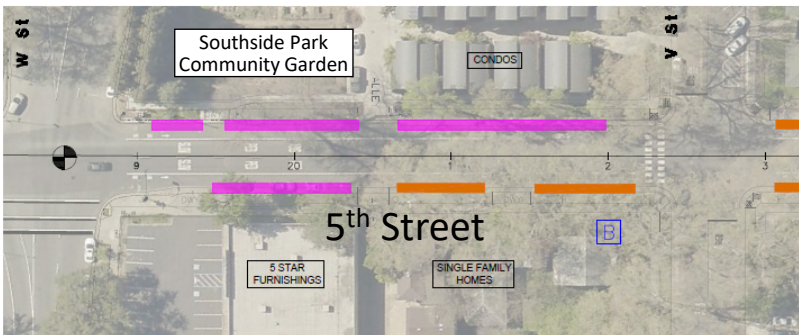 W St
Southside Park
Community Garden
CONDOS
V St
9
20
1
2
3
5th Street
B
5 STAR
FURNISHINGS
SINGLE FAMILY
HOMES